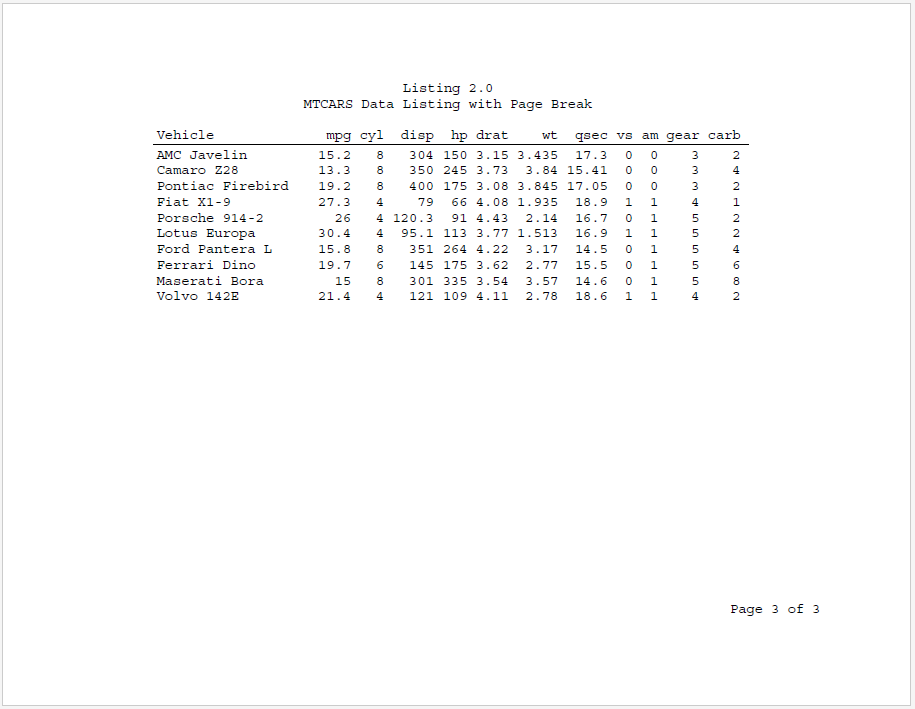 Listing 2.0
MTCARS Data Listing with Page Break
Vehicle mpg cyl disp hp drat wt qsec vs am gear carb
AMC Javelin 15.2 8 304 150 3.15 3.435 17.3 0 0 3 2
Camaro Z28 13.3 8 350 245 3.73 3.84 15.41 0 0 3 4
Pontiac Firebird 19.2 8 400 175 3.08 3.845 17.05 0 0 3 2
Fiat X1-9 27.3 4 79 66 4.08 1.935 18.9 1 1 4 1
Porsche 914-2 26 4 120.3 91 4.43 2.14 16.7 0 1 5 2
Lotus Europa 30.4 4 95.1 113 3.77 1.513 16.9 1 1 5 2
Ford Pantera L 15.8 8 351 264 4.22 3.17 14.5 0 1 5 4
Ferrari Dino 19.7 6 145 175 3.62 2.77 15.5 0 1 5 6
Maserati Bora 15 8 301 335 3.54 3.57 14.6 0 1 5 8
Volvo 142E 21.4 4 121 109 4.11 2.78 18.6 1 1 4 2
Page 3 of 3